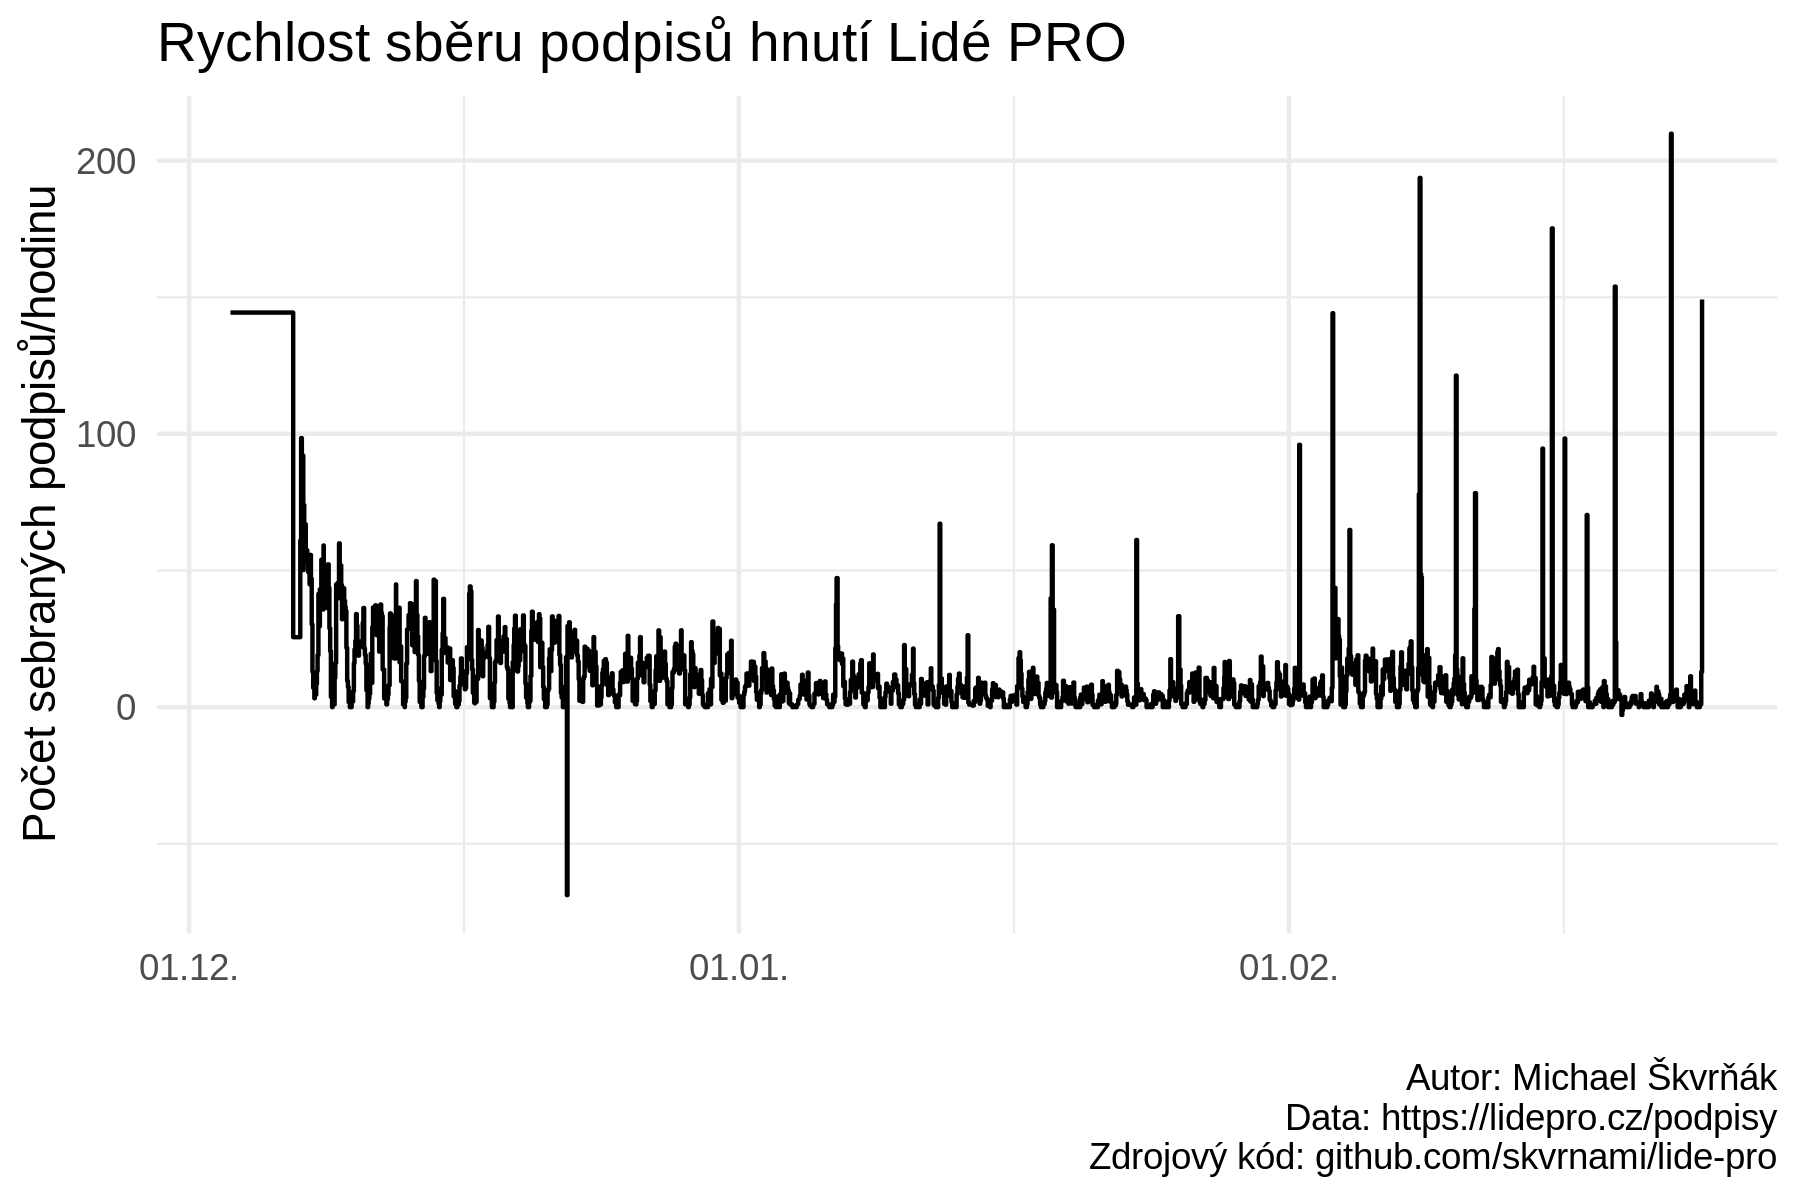 Rychlost sběru podpisů hnutí Lidé PRO
Počet sebraných podpisů/hodinu
200
100
0
01.12.
01.01.
01.02.
Autor: Michael Škvrňák
Data: https://lidepro.cz/podpisy
Zdrojový kód: github.com/skvrnami/lide-pro